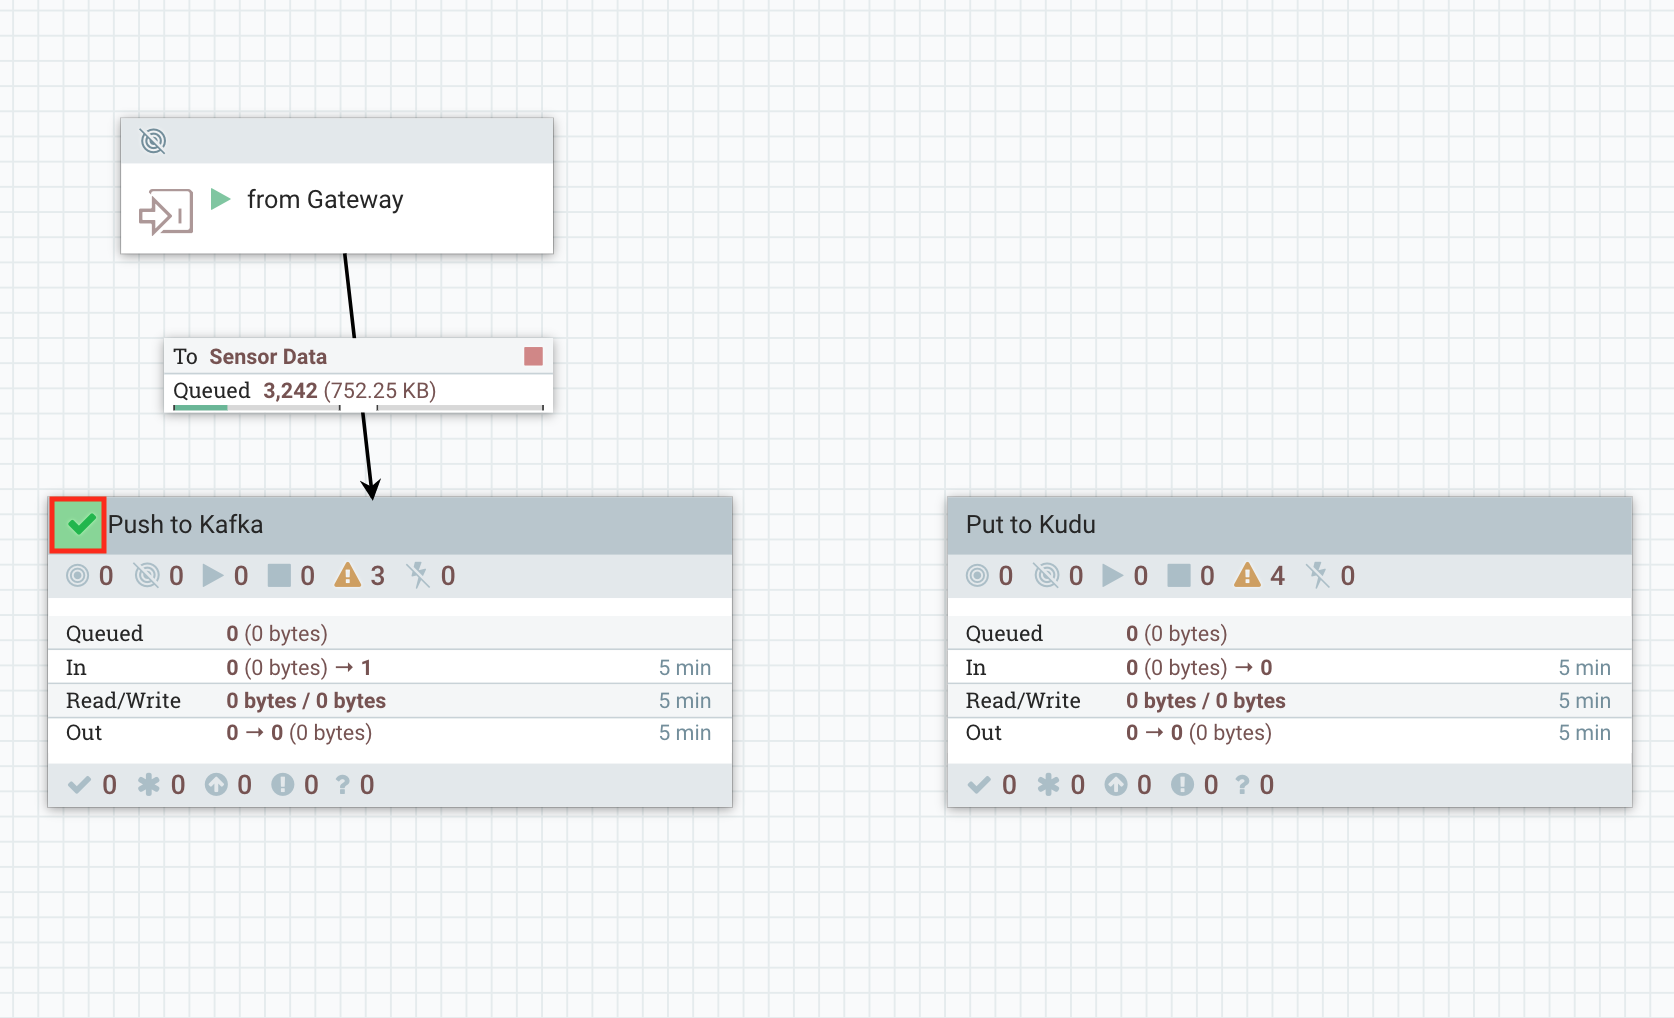 from Gateway
To Sensor Data
Queued 3,242 (752.25 KB)
Push to Kafka
0 0 0 0 3 0
Queued 0 (0 bytes)
In 0 (0 bytes) → 1 5 min
Read/Write 0 bytes / 0 bytes 5 min
Out 0 → 0 (0 bytes) 5 min
0 0 0 0 ? 0
Put to Kudu
0 0 0 0 4 0
Queued 0 (0 bytes)
In 0 (0 bytes) → 0 5 min
Read/Write 0 bytes / 0 bytes 5 min
Out 0 → 0 (0 bytes) 5 min
0 0 0 0 ? 0